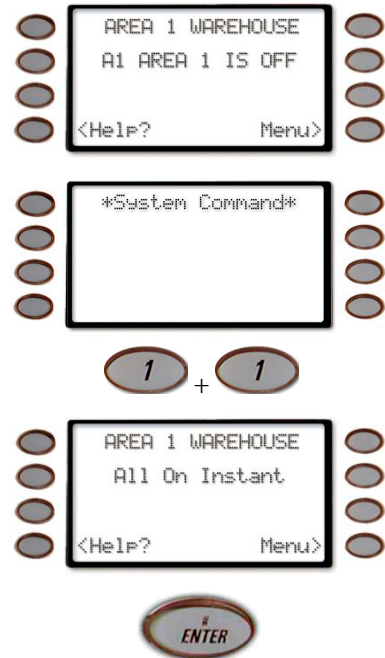 AREA 1 WAREHOUSE
A1 AREA 1 IS OFF
<Help? Menu>
*System Command*
1 + 1
AREA 1 WAREHOUSE
All On Instant
<Help? Menu>
ENTER